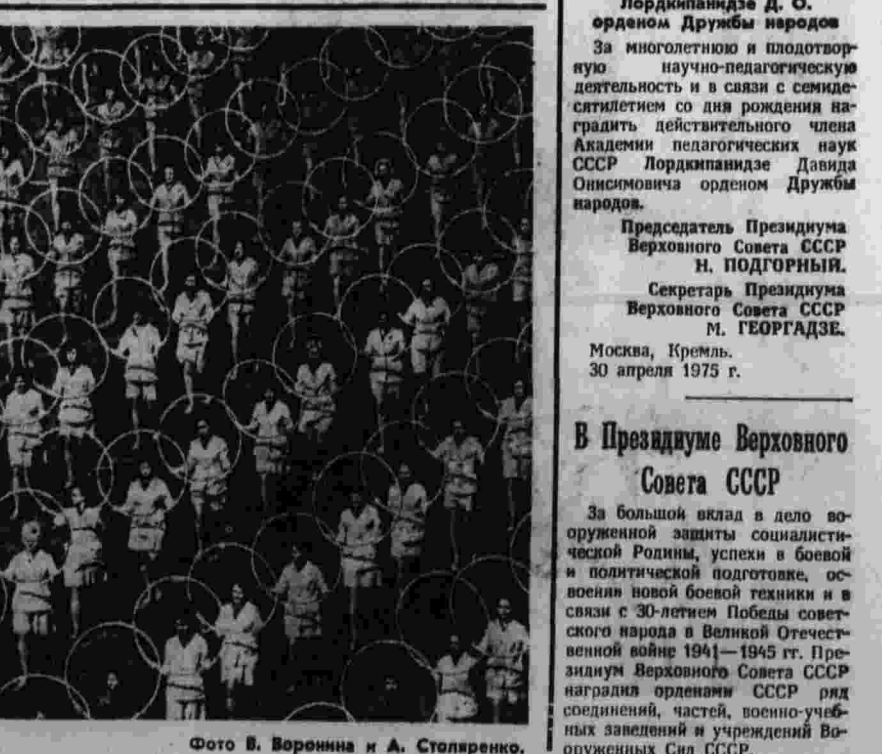 Лордкипанидзе Д. О.
орденом Дружбы народов
За многолетнюю и плодотвор-
ную научно-педагогическую
деятельность и в связи с семиде-
сятилетием со дня рождения на-
градить действительного члена
Академии педагогических наук
СССР Лордкипанидзе Давида
Онисимовича орденом Дружбы
народов.
Председатель Президиума
Верховного Совета СССР
Н. ПОДГОРНЫЙ.
Секретарь Президиума
Верховного Совета СССР
М. ГЕОРГАДЗЕ.
Москва, Кремль.
30 апреля 1975 г.
В Президиуме Верховного
Совета СССР
За большой вклад в дело во-
оруженной защиты социалисти-
ческой Родины, успехи в боевой
и политической подготовке, ос-
воении новой боевой техники и в
связи с 30-летием Победы совет-
ского народа в Великой Отечест-
венной войне 1941—1945 гг. Пре-
зидиум Верховного Совета СССР
наградил орденами СССР ряд
соединений, частей, военно-учеб-
ных заведений и учреждений Во-
оруженных Сил СССР.
Фото В. Воронина и А. Столяренко.